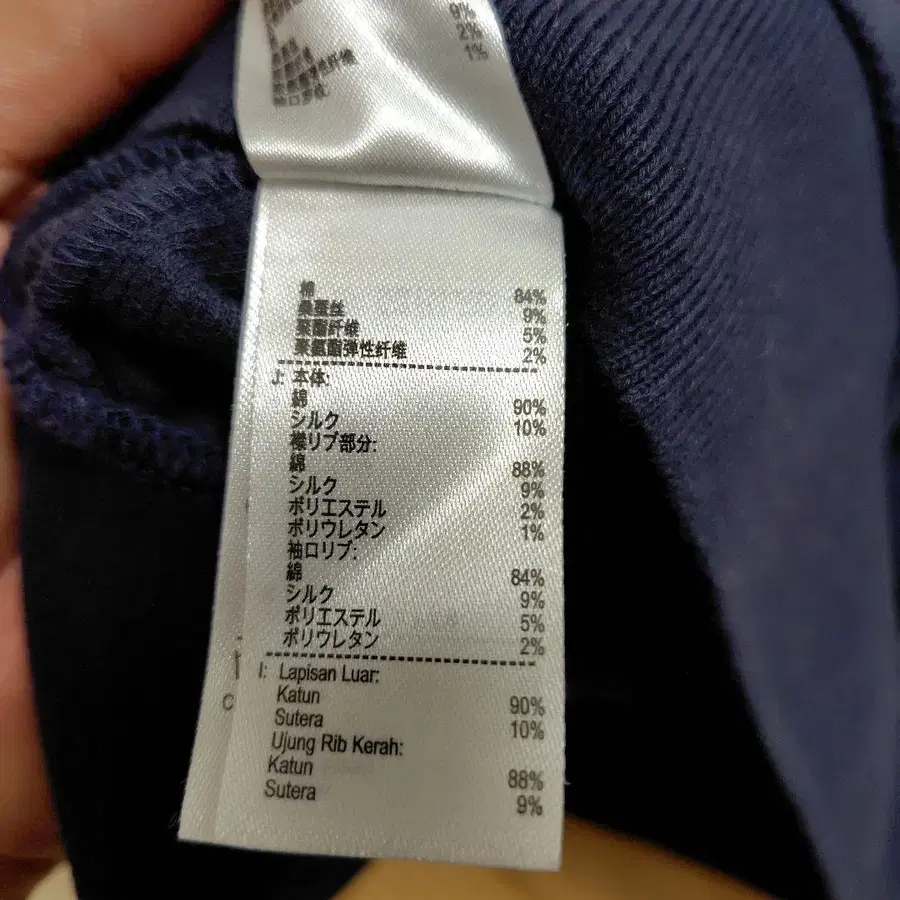 9%
2%
1%
棉 84%
桑蚕丝 9%
聚酯纤维 5%
聚氨酯弹性纤维 2%
J: 本体:
綿 90%
シルク 10%
襟リブ部分:
綿 88%
シルク 9%
ポリエステル 2%
ポリウレタン 1%
袖口リブ:
綿 84%
シルク 9%
ポリエステル 5%
ポリウレタン 2%
I: Lapisan Luar:
Katun 90%
Sutera 10%
Ujung Rib Kerah:
Katun 88%
Sutera 9%